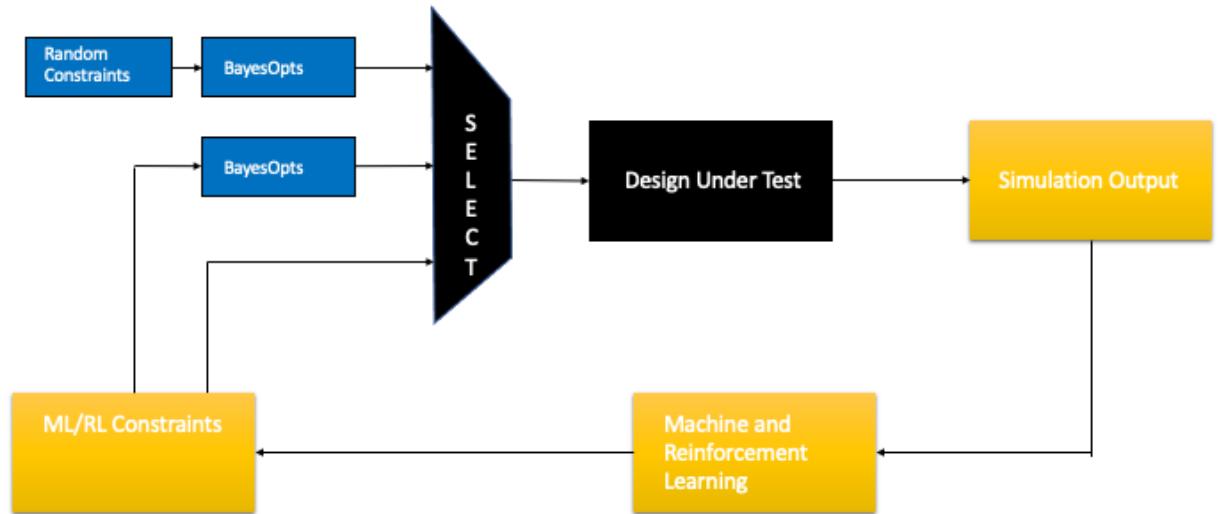 Random
Constraints
BayesOpts
BayesOpts
S
E
L
E
C
T
Design Under Test
Simulation Output
ML/RL Constraints
Machine and
Reinforcement
Learning